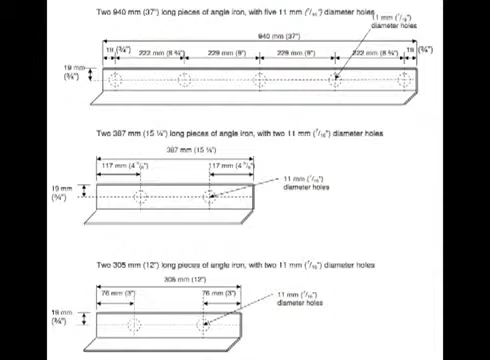 Two 940 mm (37") long pieces of angle iron, with five 11 mm (7/16") diameter holes
11 mm (7/16")
diameter holes
940 mm (37")
19 (¾") 222 mm (8 ¾") 229 mm (9") 229 mm (9") 222 mm (8 ¾") 19 (¾")
19 mm
(¾")
Two 387 mm (15 ¼") long pieces of angle iron, with two 11 mm (7/16") diameter holes
387 mm (15 ¼")
117 mm (4 5/8") 117 mm (4 5/8")
11 mm (7/16")
diameter holes
19 mm
(¾")
Two 305 mm (12") long pieces of angle iron, with two 11 mm (7/16") diameter holes
305 mm (12")
76 mm (3") 76 mm (3")
11 mm (7/16")
diameter holes
19 mm
(¾")